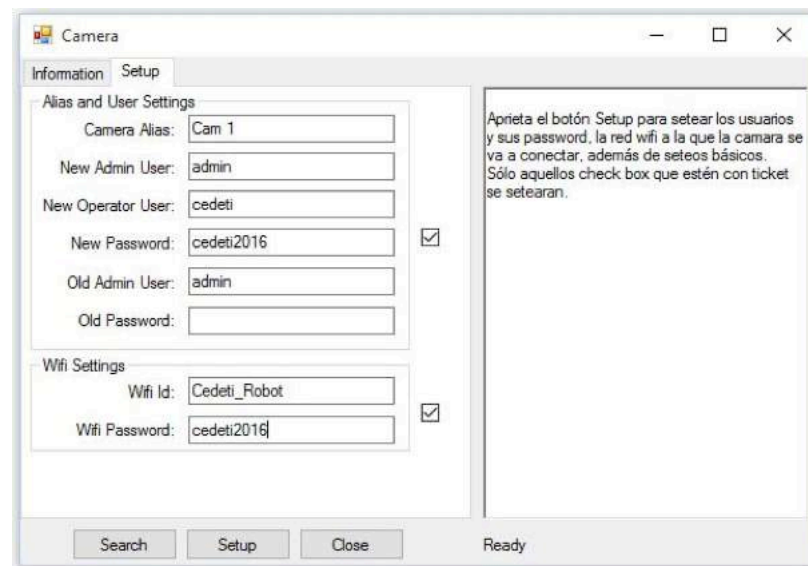 Camera
Information Setup
Alias and User Settings
Camera Alias: Cam 1
New Admin User: admin
New Operator User: cedeti
New Password: cedeti2016
Old Admin User: admin
Old Password:
Wifi Settings
Wifi Id: Cedeti_Robot
Wifi Password: cedeti2016
Aprieta el botón Setup para setear los usuarios
y sus password, la red wifi a la que la camara se
va a conectar, además de seteos básicos.
Sólo aquellos check box que estén con ticket
se setearan.
Search Setup Close Ready